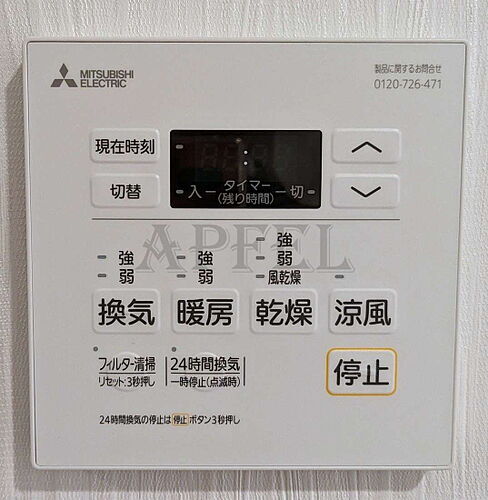 MITSUBISHI
ELECTRIC
製品に関するお問合せ
0120-726-471
現在時刻
切替
入 タイマー 切
(残り時間)
強
弱
強
弱
強
弱
風乾燥
APFEL
換気 暖房 乾燥 涼風
フィルター清掃
リセット:3秒押し
24時間換気
一時停止(点滅時)
停止
24時間換気の停止は停止ボタン3秒押し